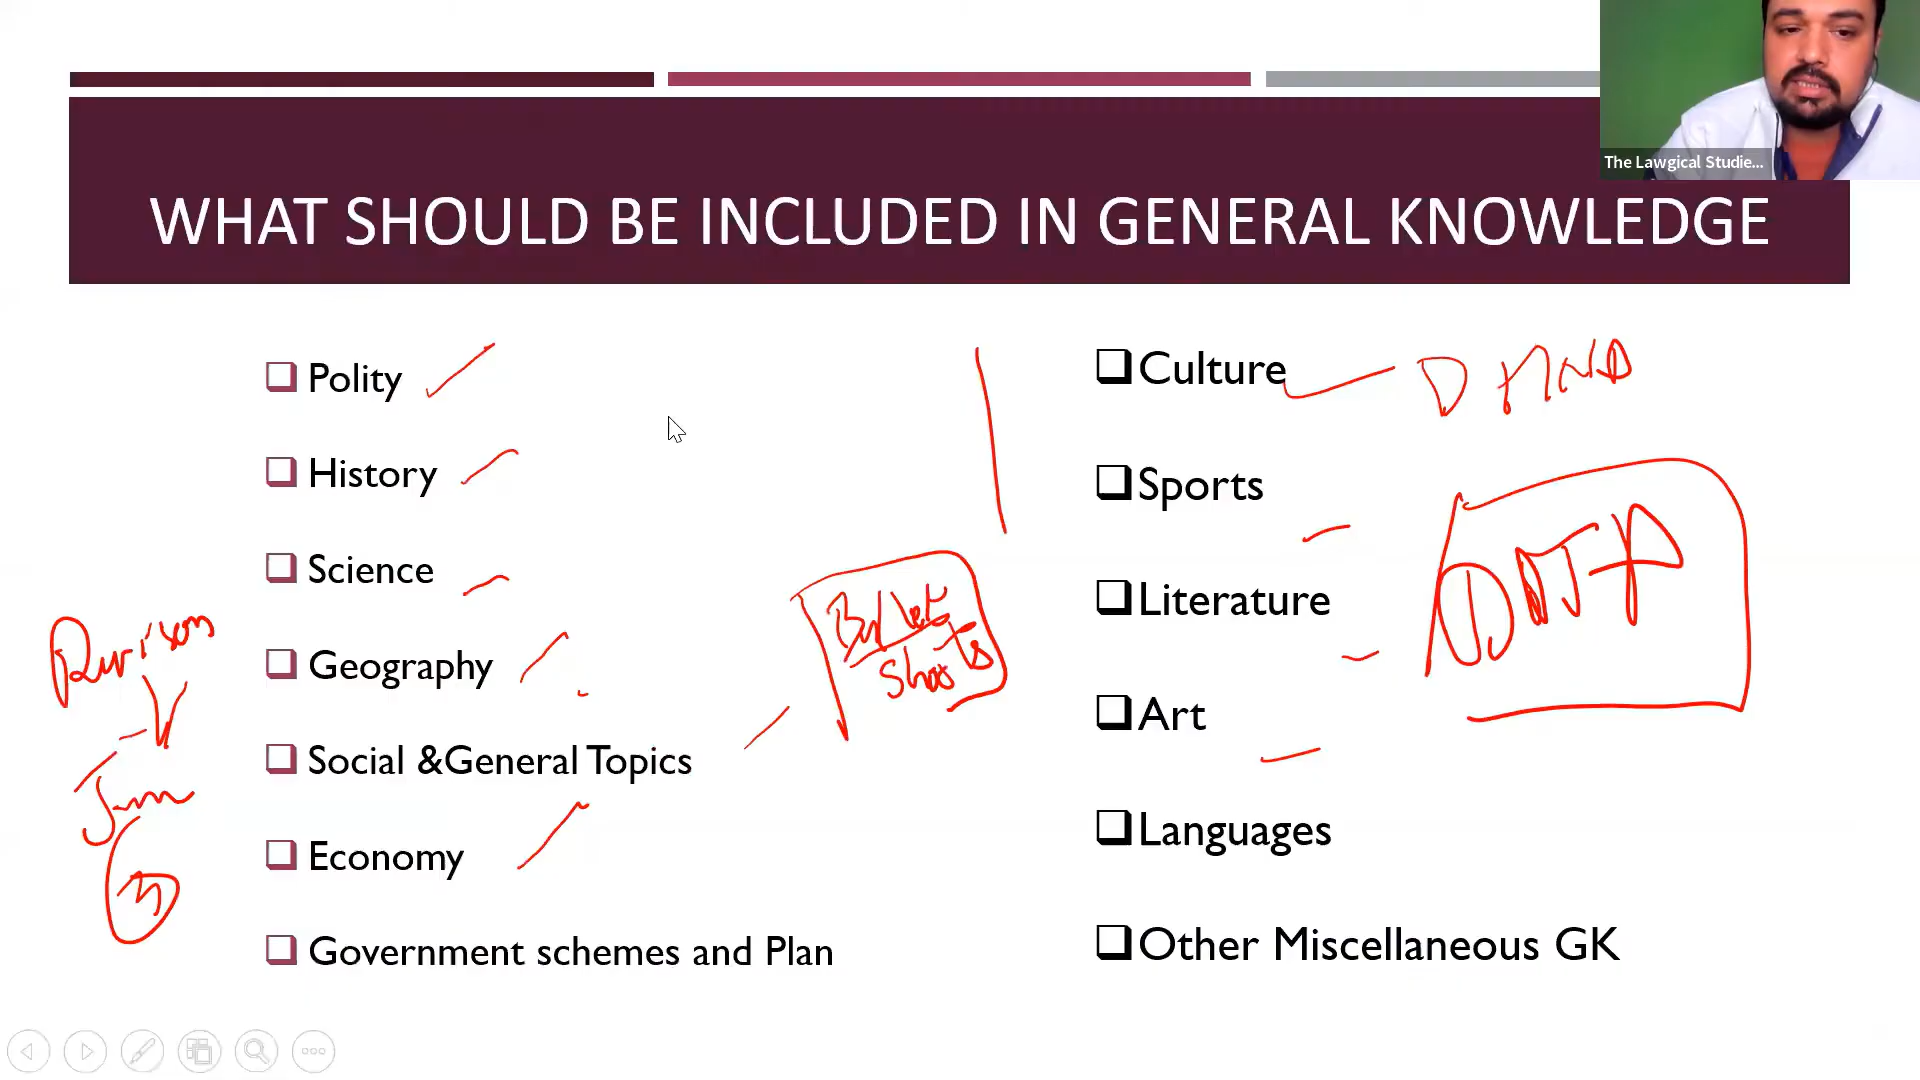 The Lawgical Studie...
WHAT SHOULD BE INCLUDED IN GENERAL KNOWLEDGE
Polity
History
Science
Geography
Social &General Topics
Economy
Government schemes and Plan
Bullet
Shots
Culture
Sports
Literature
Art
Languages
Other Miscellaneous GK